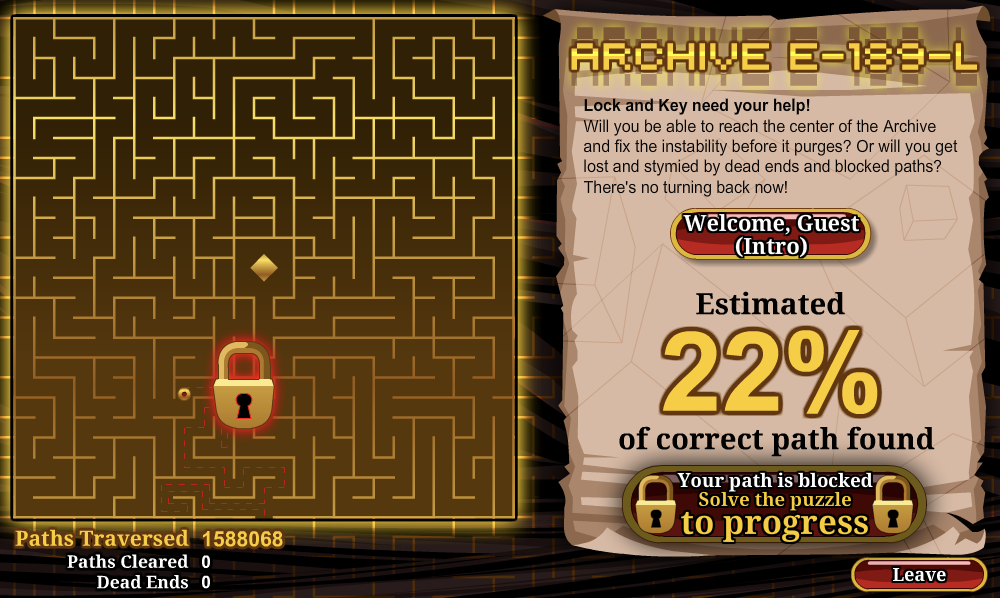 ARCHIVE E-189-L
Lock and Key need your help!
Will you be able to reach the center of the Archive
and fix the instability before it purges? Or will you get
lost and stymied by dead ends and blocked paths?
There's no turning back now!
Welcome, Guest
(Intro)
Estimated
22%
of correct path found
Your path is blocked
Solve the puzzle
to progress
Paths Traversed 1588068
Paths Cleared 0
Dead Ends 0
Leave